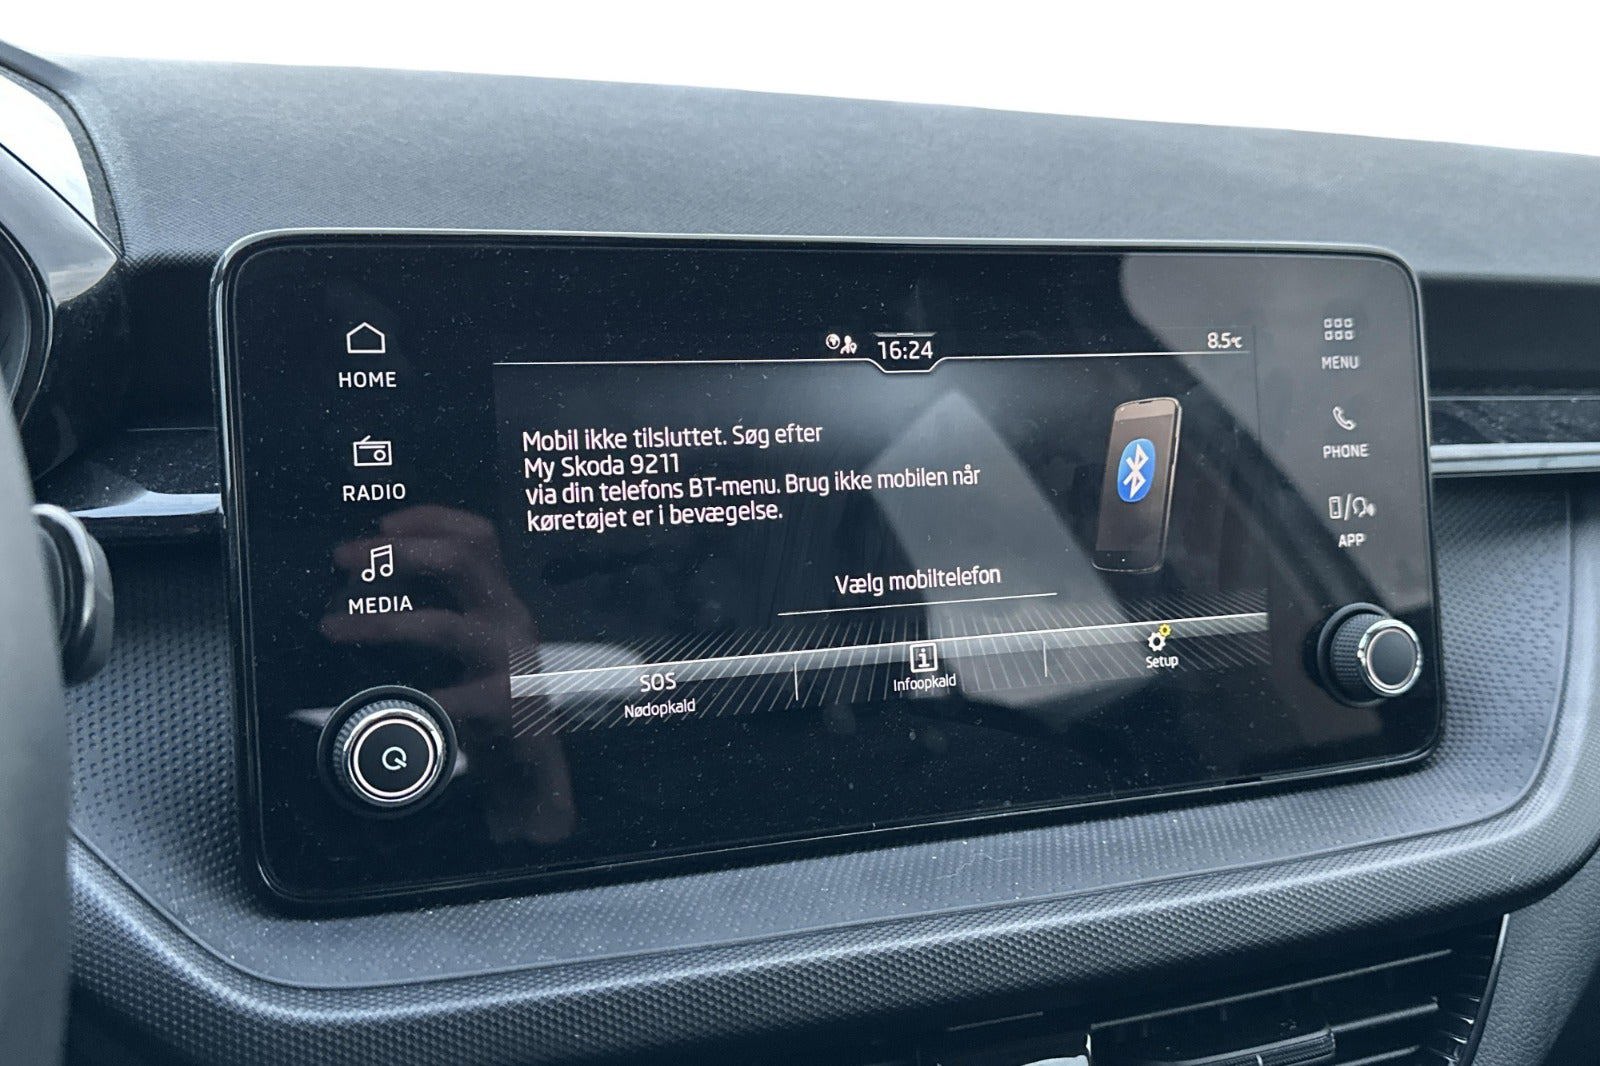 HOME
RADIO
MEDIA
16:24
8.5°C
Mobil ikke tilsluttet. Søg efter
My Skoda 9211
via din telefons BT-menu. Brug ikke mobilen når
køretøjet er i bevægelse.
Vælg mobiltelefon
SOS
Nødopkald
i
Infoopkald
Setup
MENU
PHONE
APP